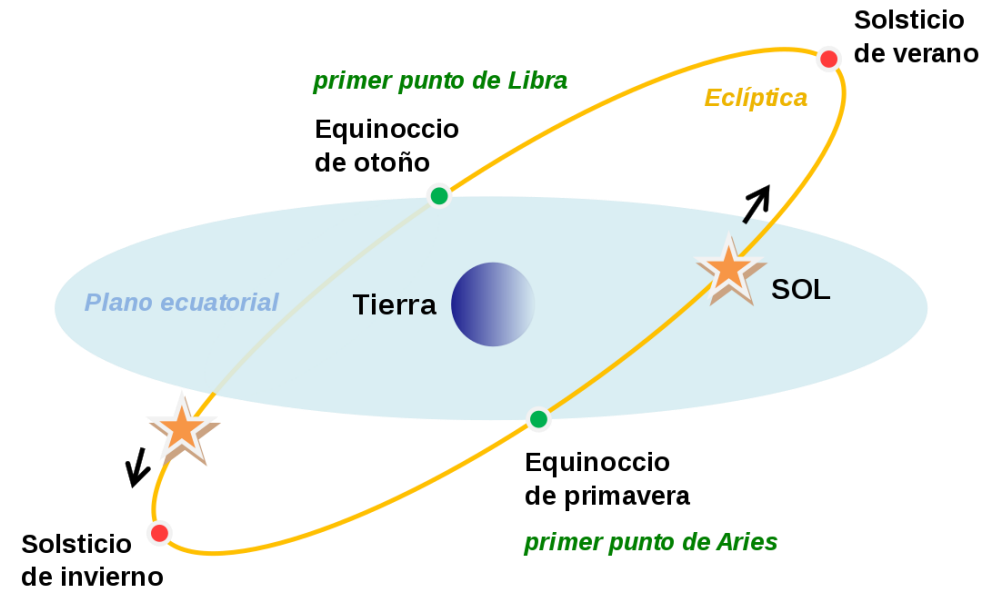 Solsticio
de verano
primer punto de Libra
Eclíptica
Equinoccio
de otoño
Plano ecuatorial
Tierra
SOL
Equinoccio
de primavera
primer punto de Aries
Solsticio
de invierno